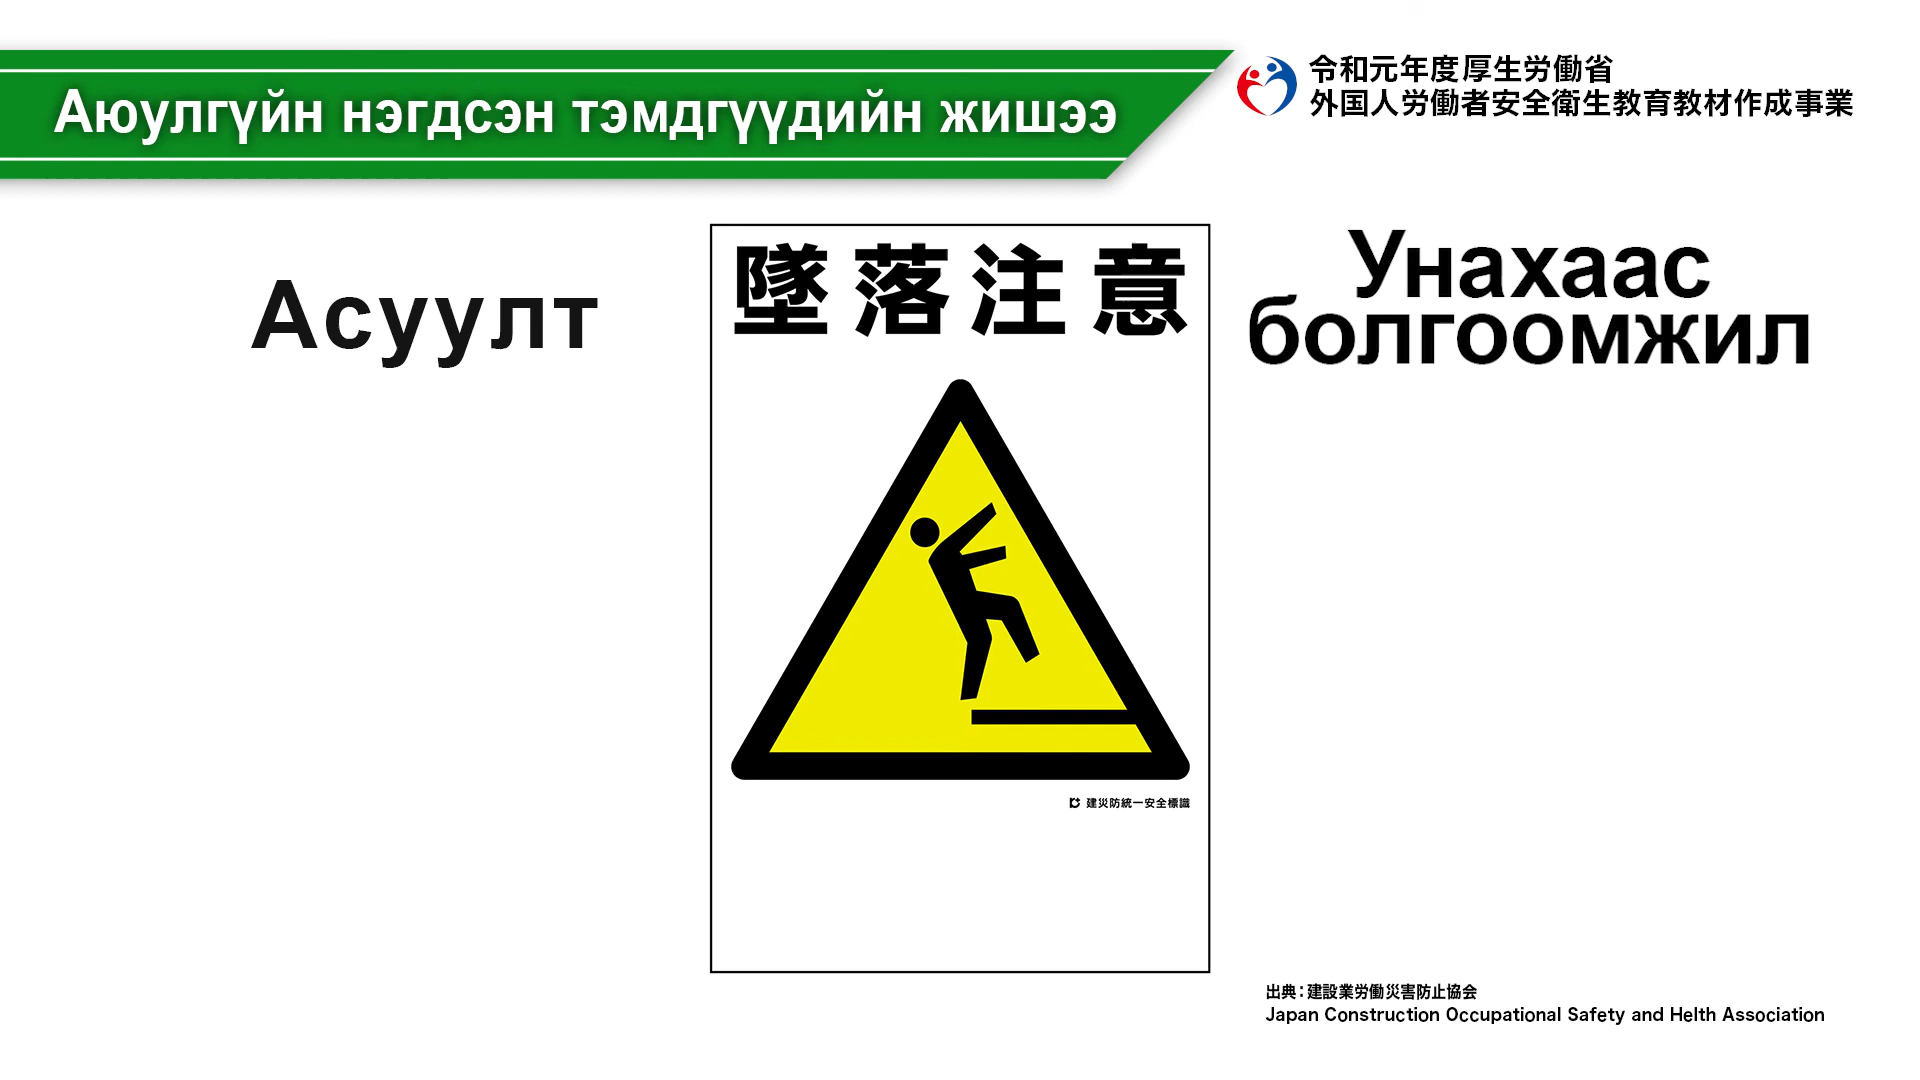 Аюулгүйн нэгдсэн тэмдгүүдийн жишээ
令和元年度厚生労働省
外国人労働者安全衛生教育教材作成事業
Асуулт
墜落注意
Унахаас
болгоомжил
建災防統一安全標識
出典：建設業労働災害防止協会
Japan Construction Occupational Safety and Helth Association